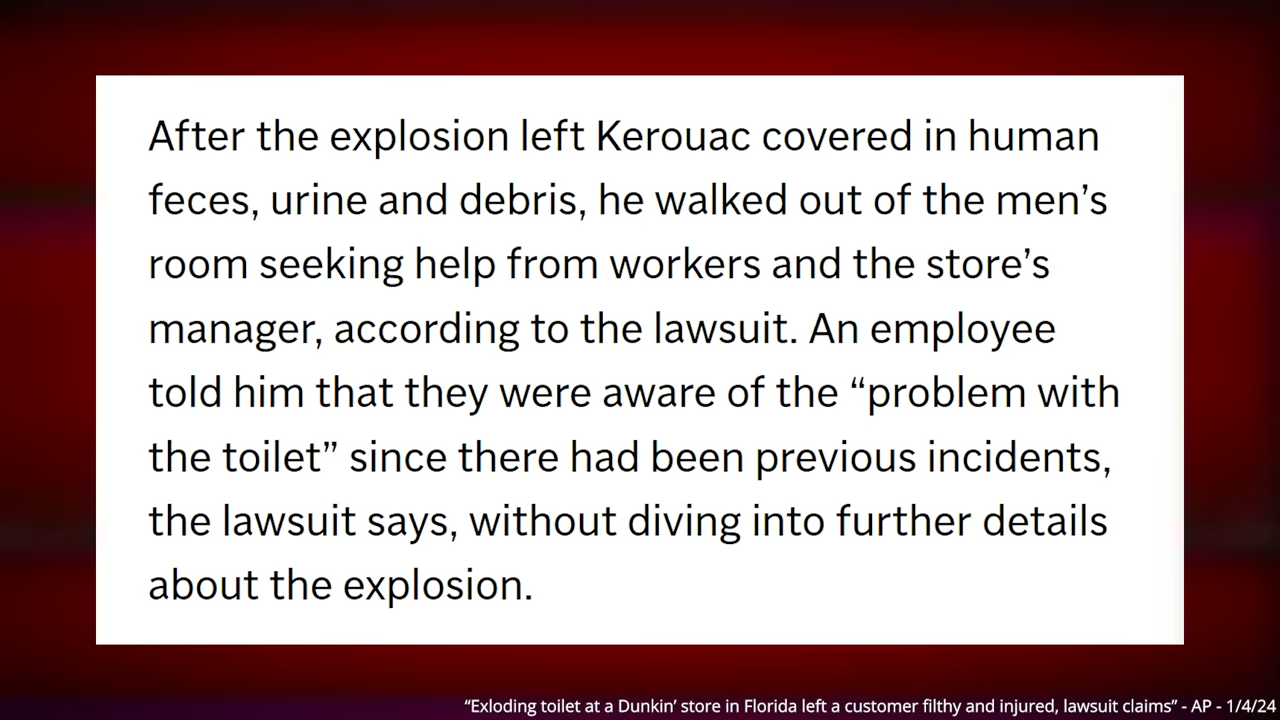 After the explosion left Kerouac covered in human
feces, urine and debris, he walked out of the men’s
room seeking help from workers and the store’s
manager, according to the lawsuit. An employee
told him that they were aware of the “problem with
the toilet” since there had been previous incidents,
the lawsuit says, without diving into further details
about the explosion.
“Exloding toilet at a Dunkin’ store in Florida left a customer filthy and injured, lawsuit claims” - AP - 1/4/24